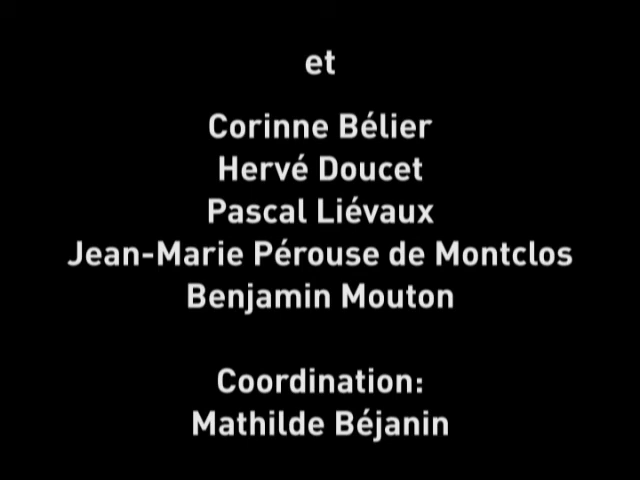 et
Corinne Bélier
Hervé Doucet
Pascal Liévaux
Jean-Marie Pérouse de Montclos
Benjamin Mouton
Coordination:
Mathilde Béjanin